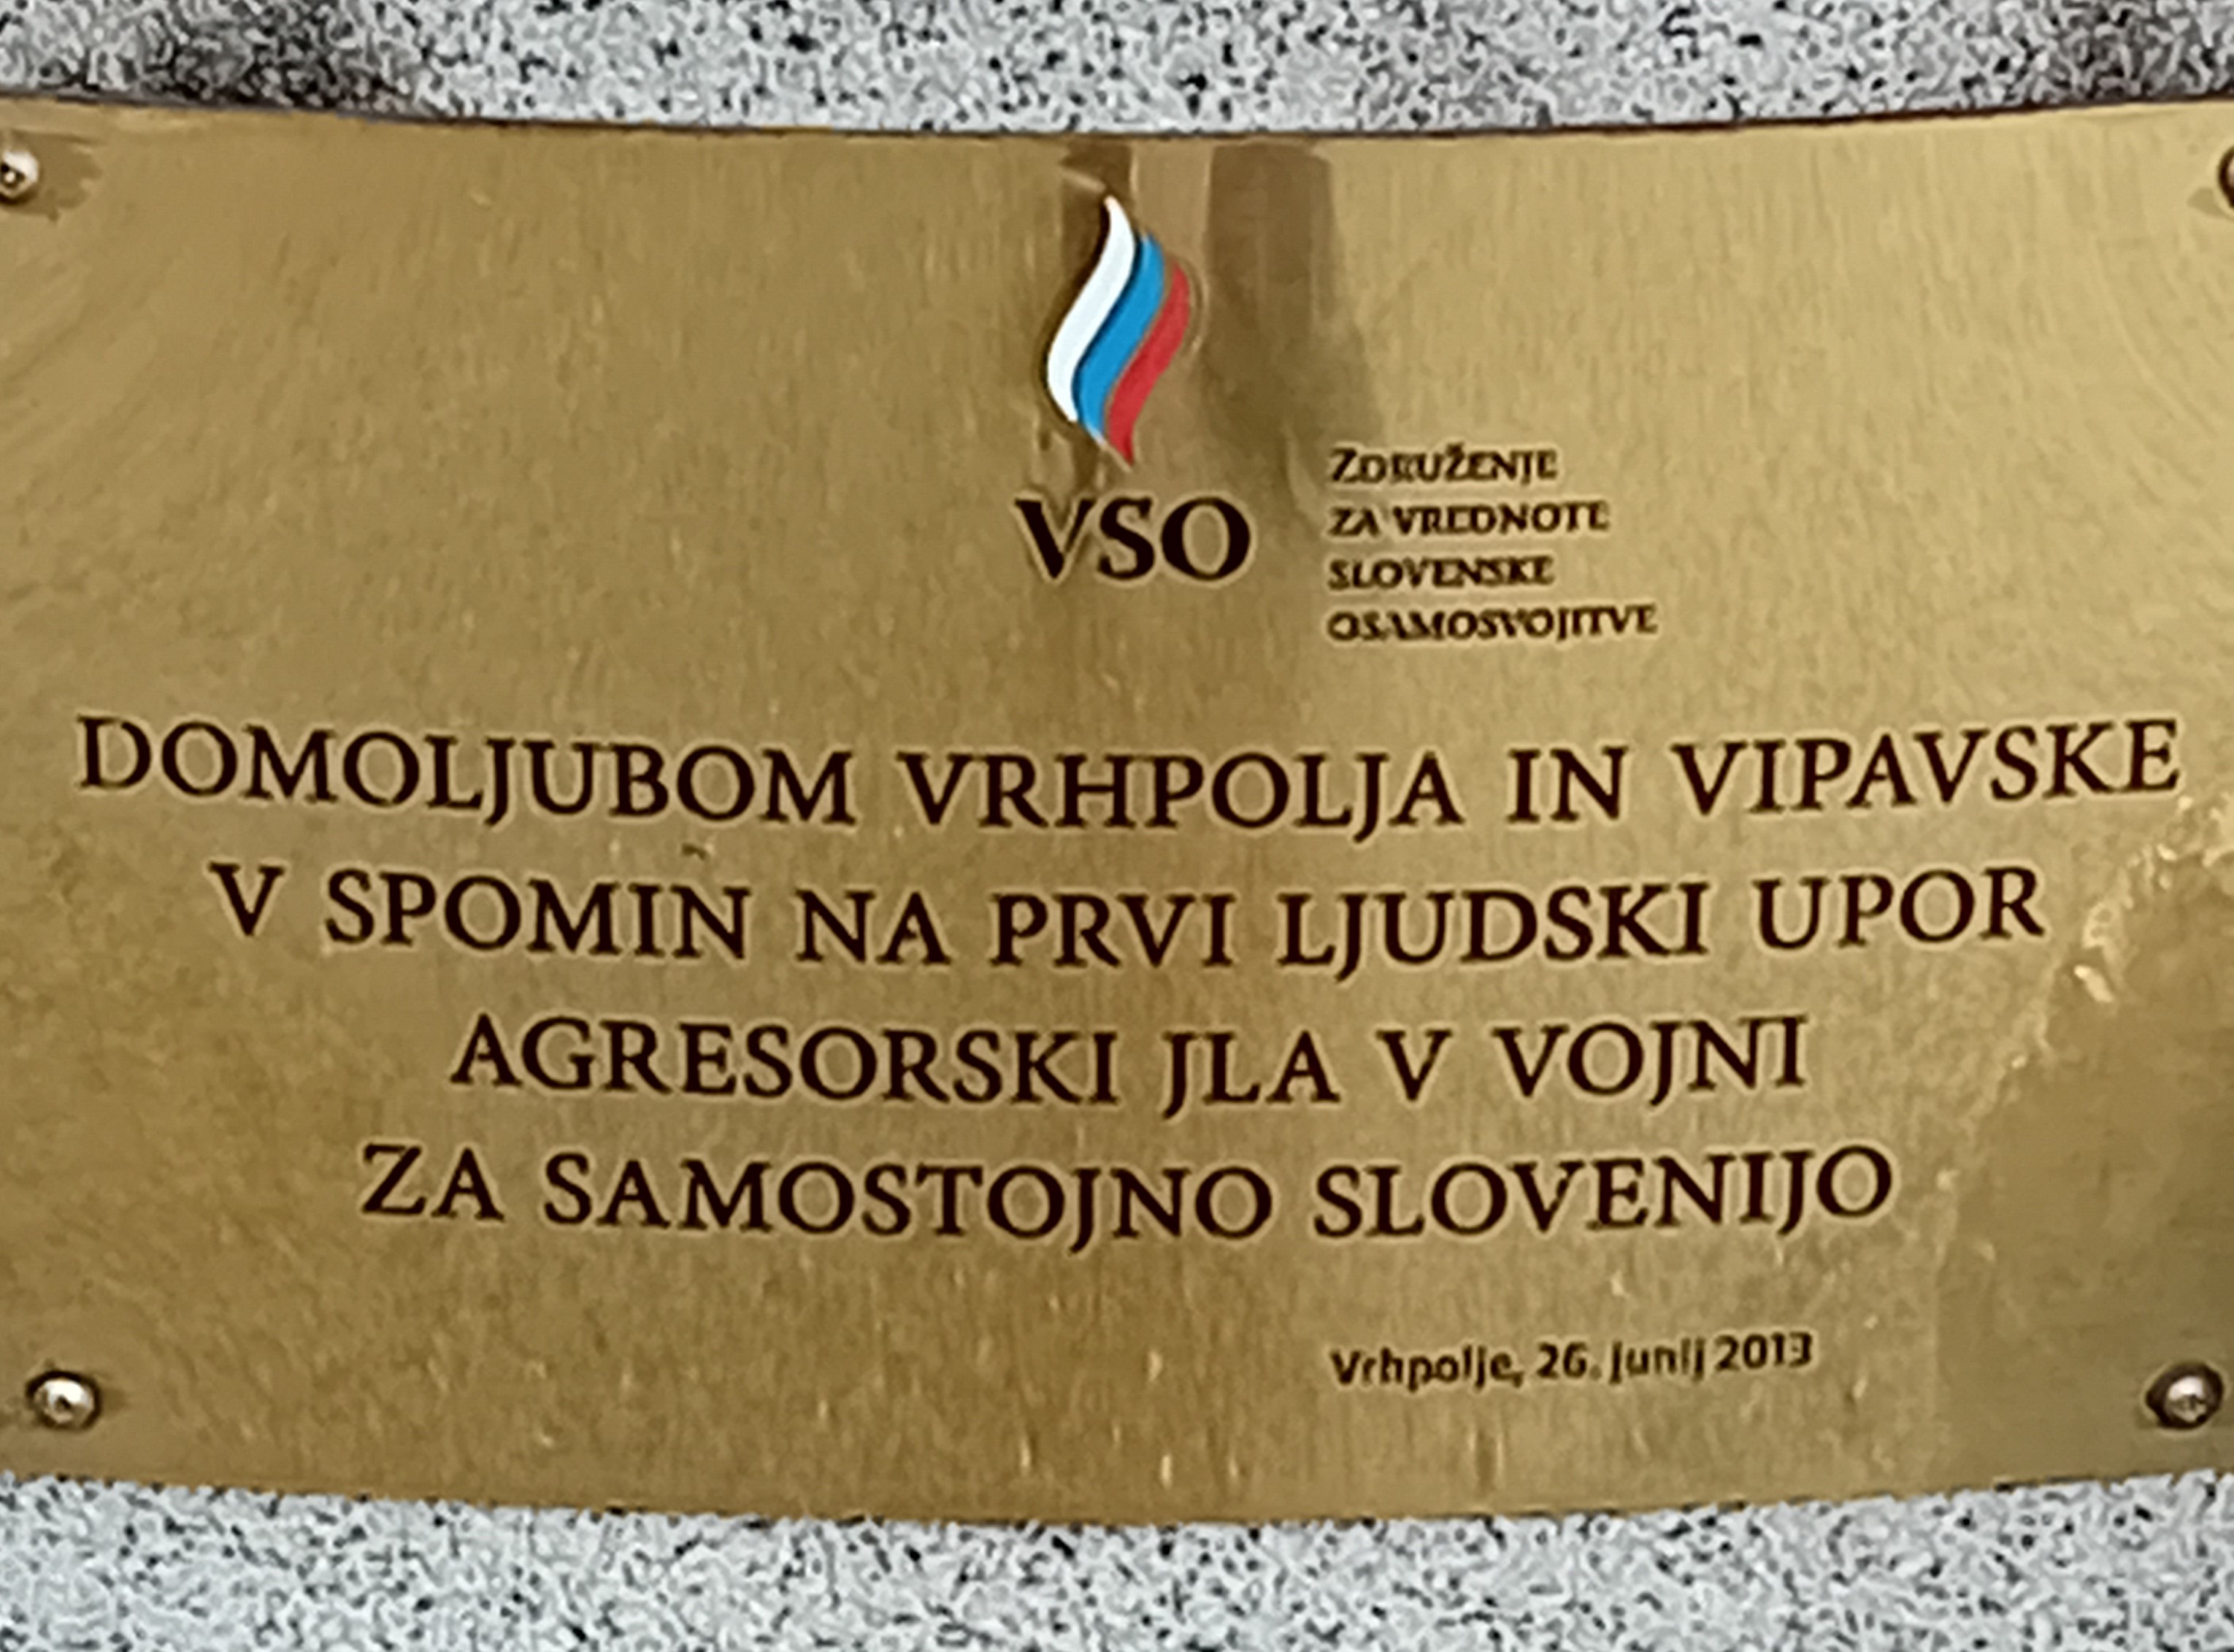 VSO
ZDRUŽENJE
ZA VREDNOTE
SLOVENSKE
OSAMOSVOJITVE
DOMOLJUBOM VRHPOLJA IN VIPAVSKE
V SPOMIN NA PRVI LJUDSKI UPOR
AGRESORSKI JLA V VOJNI
ZA SAMOSTOJNO SLOVENIJO
Vrhpolje, 26. junij 2013